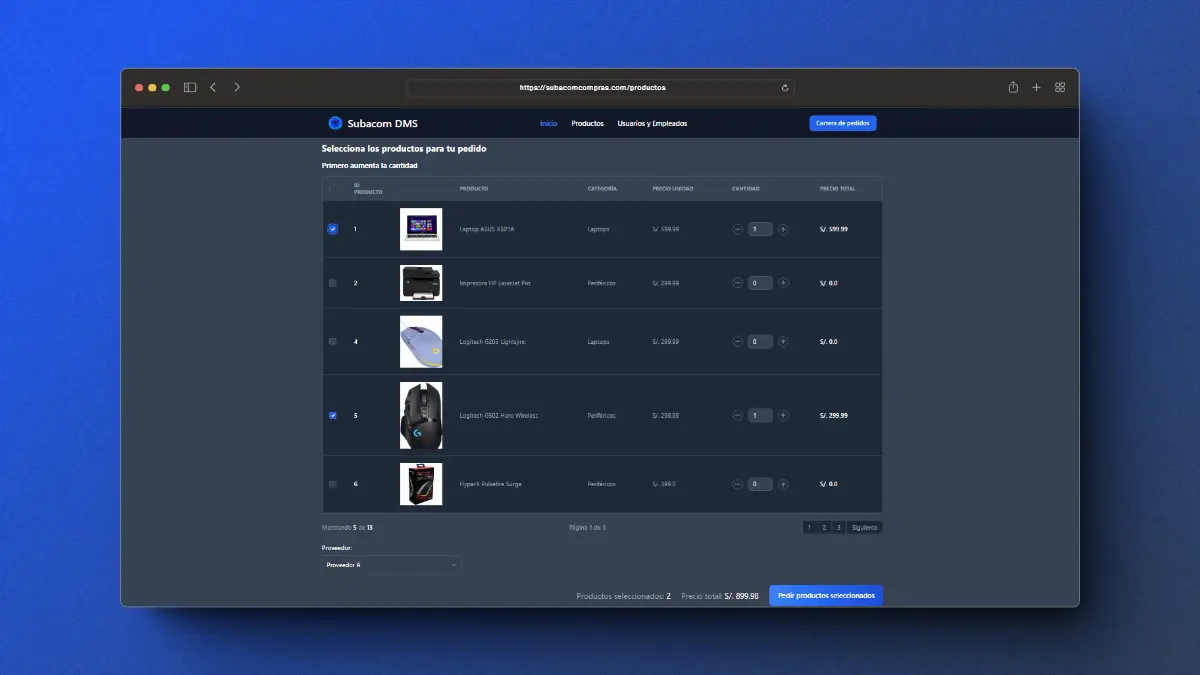 https://subacomcompras.com/productos
Subacom DMS
Inicio Productos Usuarios y Empleados
Cartera de pedidos
Selecciona los productos para tu pedido
Primero aumenta la cantidad
ID PRODUCTO PRODUCTO CATEGORÍA PRECIO UNIDAD CANTIDAD PRECIO TOTAL
1 Laptop ASUS X501A Laptops S/. 599.99 1 S/. 599.99
2 Impresora HP LaserJet Pro Periféricos S/. 299.99 0 S/. 0.0
4 Logitech G203 Lightsync Laptops S/. 299.99 0 S/. 0.0
5 Logitech G502 Hero Wireless Periféricos S/. 299.99 1 S/. 299.99
6 HyperX Pulsefire Surge Periféricos S/. 399.0 0 S/. 0.0
Mostrando 5 de 13 Página 1 de 3 1 2 3 Siguiente
Proveedor:
Proveedor A
Productos seleccionados: 2 Precio total: S/. 899.98 Pedir productos seleccionados